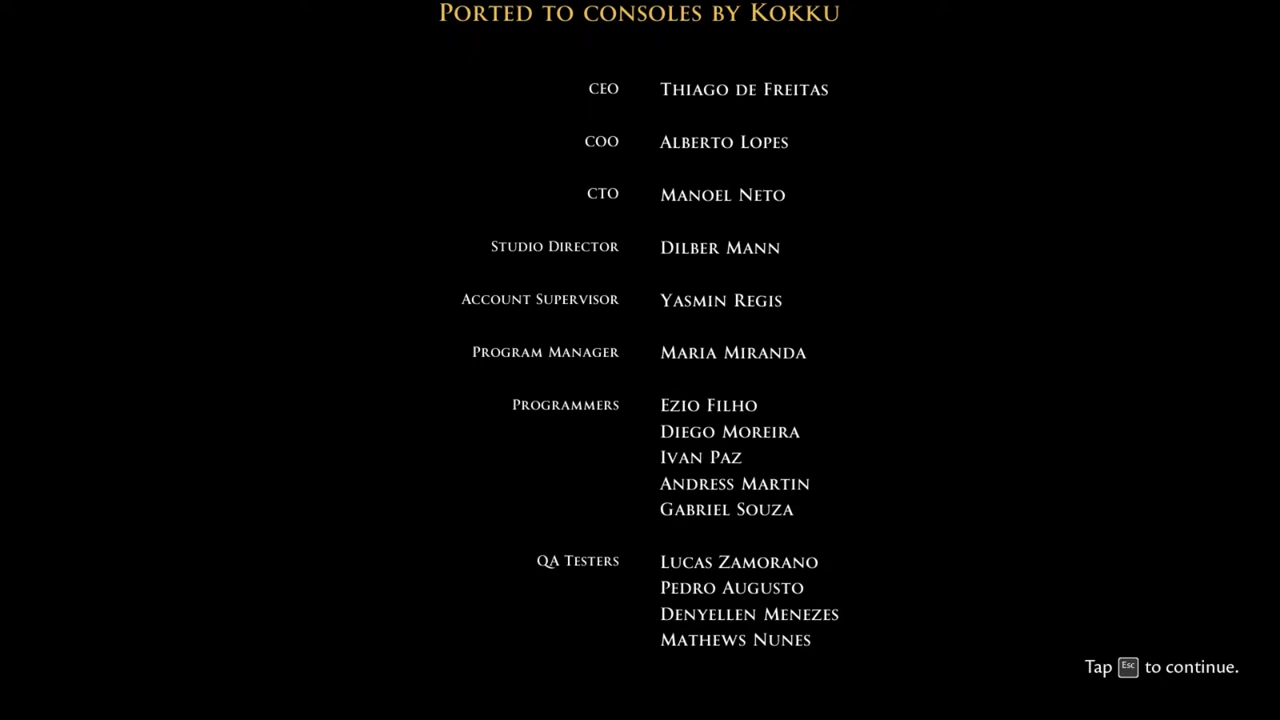 Ported to consoles by Kokku
CEO Thiago de Freitas
COO Alberto Lopes
CTO Manoel Neto
Studio Director Dilber Mann
Account Supervisor Yasmin Regis
Program Manager Maria Miranda
Programmers Ezio Filho
Diego Moreira
Ivan Paz
Andress Martin
Gabriel Souza
QA Testers Lucas Zamorano
Pedro Augusto
Denyellen Menezes
Mathews Nunes
Tap Esc to continue.